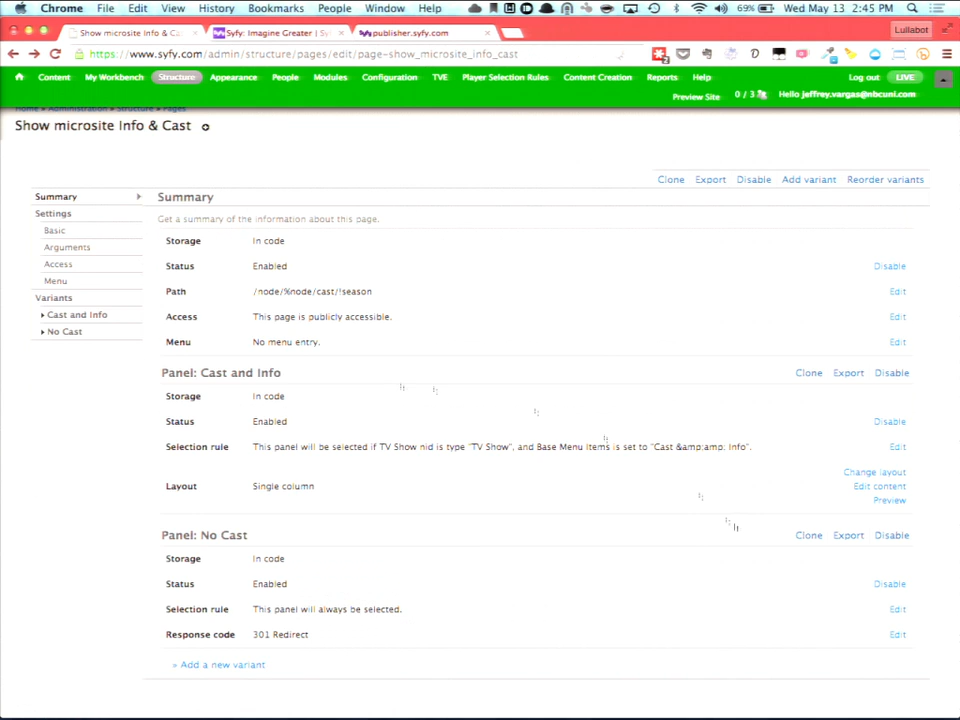 Chrome File Edit View History Bookmarks People Window Help 69% Wed May 13 2:45 PM
Show microsite Info & Ca × Syfy: Imagine Greater | Sy × publisher.syfy.com × Lullabot
https://www.syfy.com/admin/structure/pages/edit/page-show_microsite_info_cast
Content My Workbench Structure Appearance People Modules Configuration TVE Player Selection Rules Content Creation Reports Help Log out LIVE
Preview Site 0 / 3 Hello jeffrey.vargas@nbcuni.com
Home » Administration » Structure » Pages
Show microsite Info & Cast
Clone Export Disable Add variant Reorder variants
Summary
Settings
Basic
Arguments
Access
Menu
Variants
Cast and Info
No Cast
Summary
Get a summary of the information about this page.
Storage In code
Status Enabled Disable
Path /node/%node/cast/!season Edit
Access This page is publicly accessible. Edit
Menu No menu entry. Edit
Panel: Cast and Info Clone Export Disable
Storage In code
Status Enabled Disable
Selection rule This panel will be selected if TV Show nid is type "TV Show", and Base Menu Items is set to "Cast &amp;amp; Info". Edit
Change layout
Layout Single column Edit content
Preview
Panel: No Cast Clone Export Disable
Storage In code
Status Enabled Disable
Selection rule This panel will always be selected. Edit
Response code 301 Redirect Edit
» Add a new variant